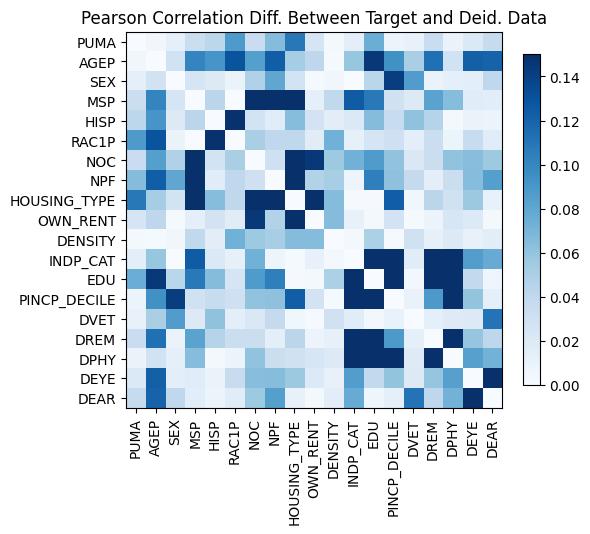 Pearson Correlation Diff. Between Target and Deid. Data
PUMA
AGEP
SEX
MSP
HISP
RAC1P
NOC
NPF
HOUSING_TYPE
OWN_RENT
DENSITY
INDP_CAT
EDU
PINCP_DECILE
DVET
DREM
DPHY
DEYE
DEAR
PUMA
AGEP
SEX
MSP
HISP
RAC1P
NOC
NPF
HOUSING_TYPE
OWN_RENT
DENSITY
INDP_CAT
EDU
PINCP_DECILE
DVET
DREM
DPHY
DEYE
DEAR
0.14
0.12
0.10
0.08
0.06
0.04
0.02
0.00